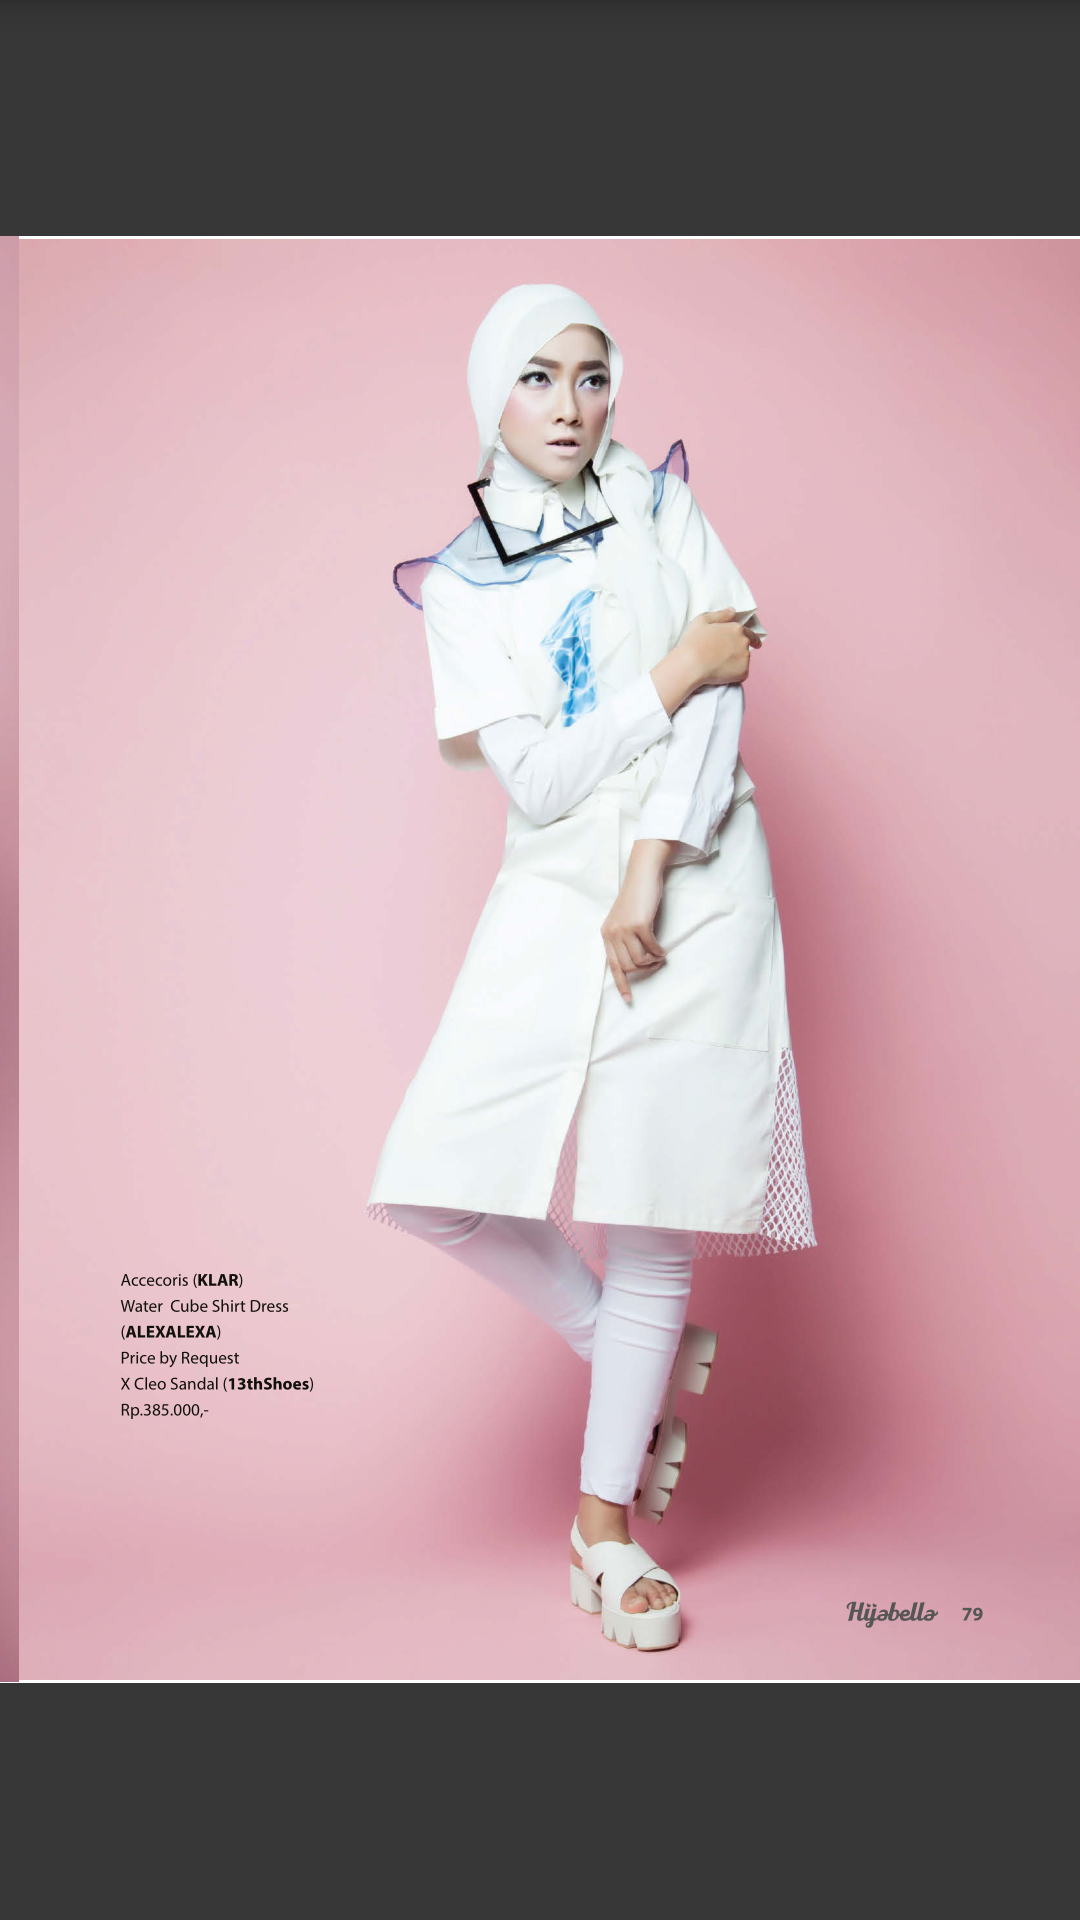 Accecoris (KLAR)
Water Cube Shirt Dress
(ALEXALEXA)
Price by Request
X Cleo Sandal (13thShoes)
Rp.385.000,-
Hijabella 79